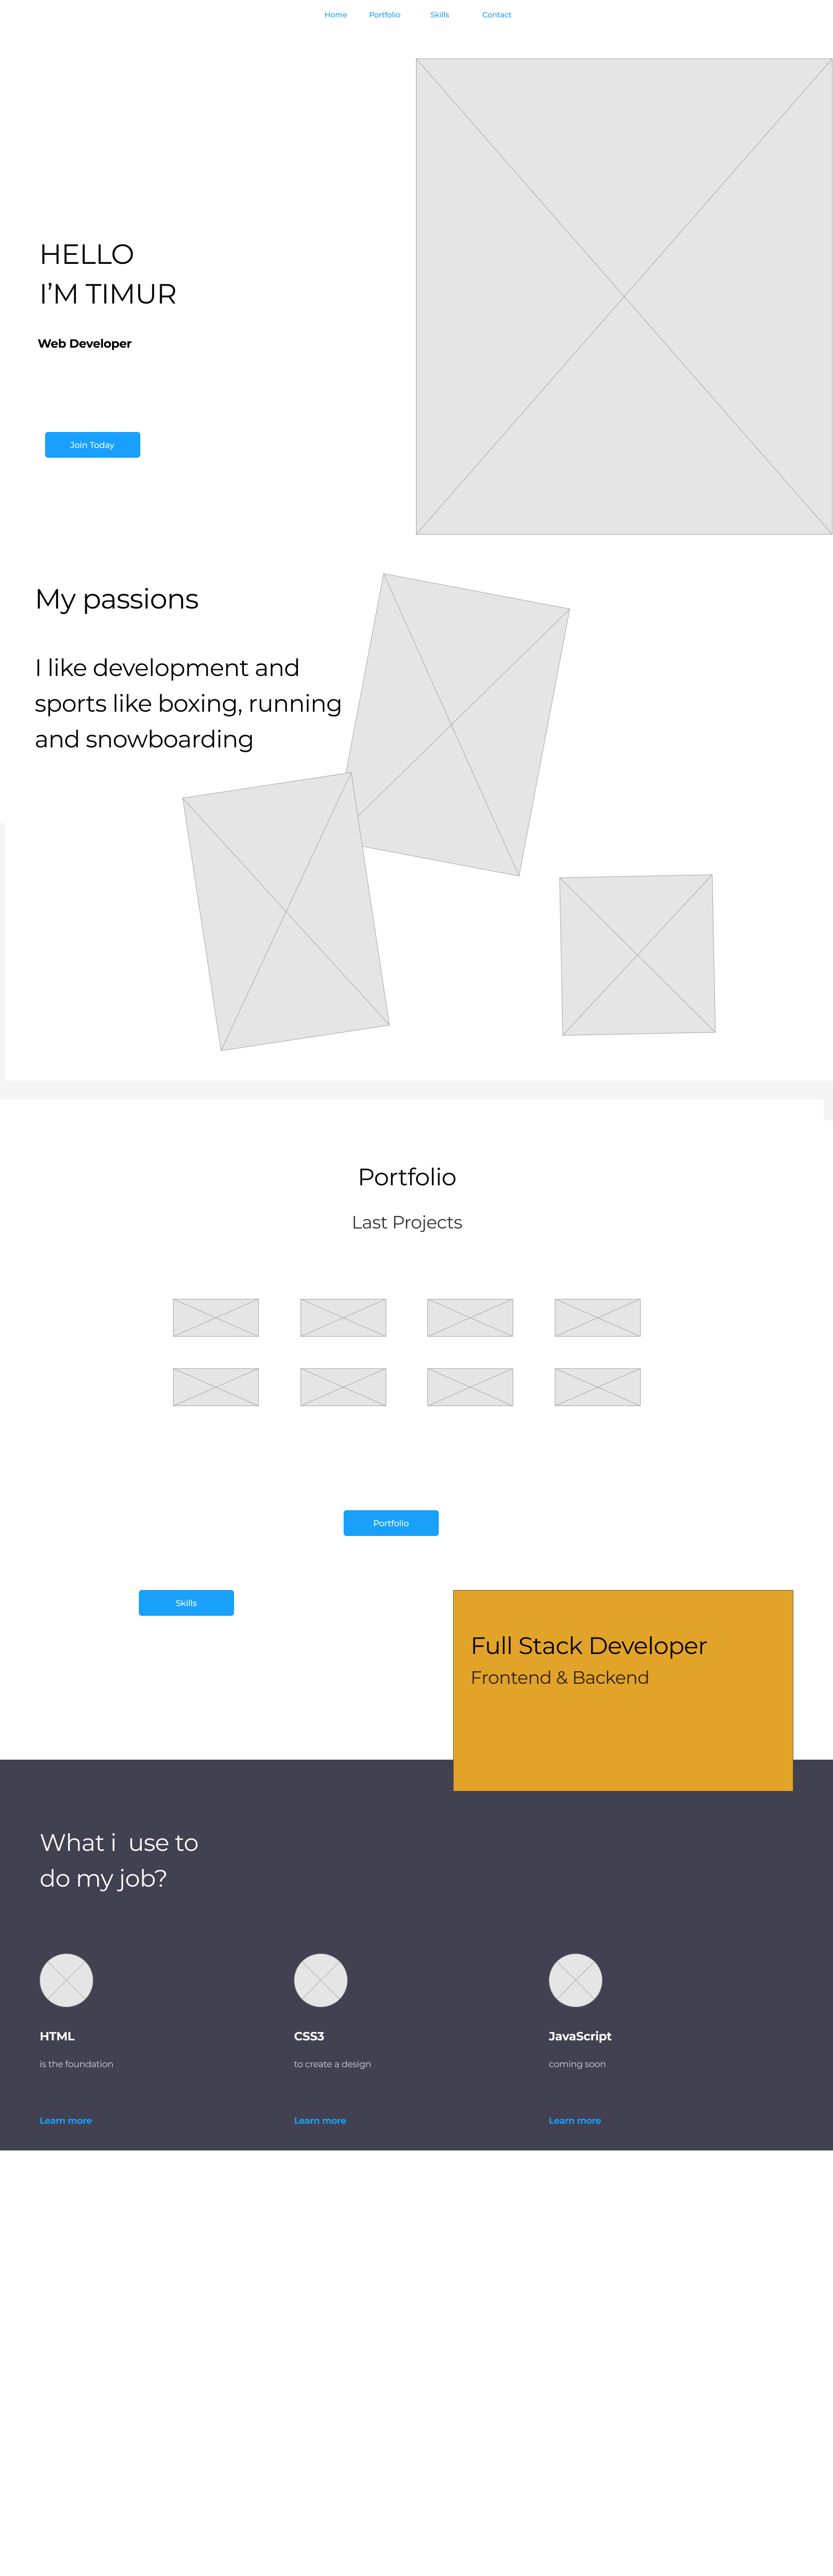 Home Portfolio Skills Contact
HELLO
I’M TIMUR
Web Developer
Join Today
My passions
I like development and
sports like boxing, running
and snowboarding
Portfolio
Last Projects
Portfolio
Skills
Full Stack Developer
Frontend & Backend
What i  use to
do my job?
HTML CSS3 JavaScript
is the foundation to create a design coming soon
Learn more Learn more Learn more